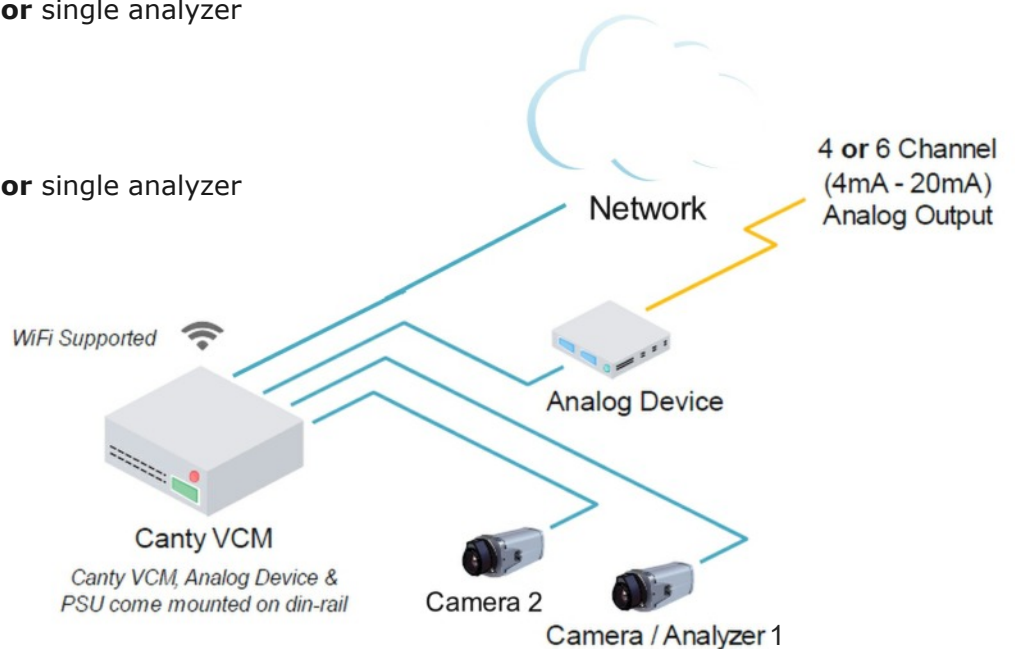 or single analyzer
4 or 6 Channel
(4mA - 20mA)
Analog Output
or single analyzer
Network
WiFi Supported
Analog Device
Canty VCM
Canty VCM, Analog Device &
PSU come mounted on din-rail
Camera 2
Camera / Analyzer 1